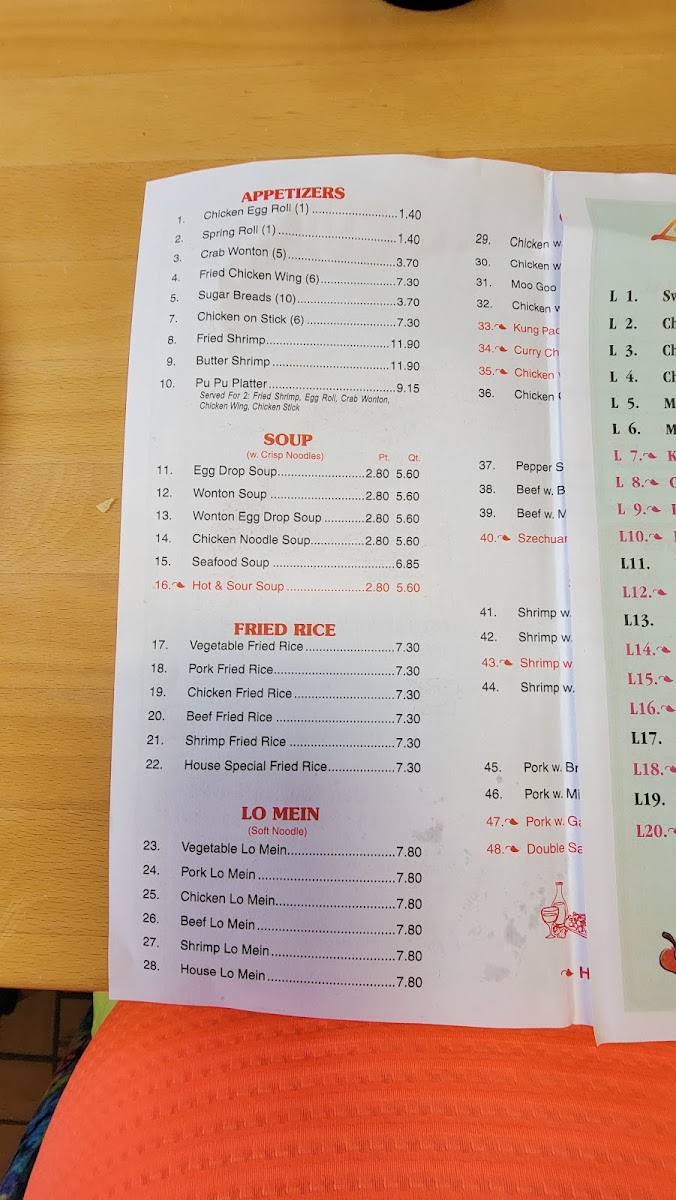 APPETIZERS
1. Chicken Egg Roll (1) 1.40
2. Spring Roll (1) 1.40
3. Crab Wonton (5) 3.70
4. Fried Chicken Wing (6) 7.30
5. Sugar Breads (10) 3.70
7. Chicken on Stick (6) 7.30
8. Fried Shrimp 11.90
9. Butter Shrimp 11.90
10. Pu Pu Platter 9.15
Served For 2: Fried Shrimp, Egg Roll, Crab Wonton,
Chicken Wing, Chicken Stick
SOUP
(w. Crisp Noodles) Pt. Qt.
11. Egg Drop Soup 2.80 5.60
12. Wonton Soup 2.80 5.60
13. Wonton Egg Drop Soup 2.80 5.60
14. Chicken Noodle Soup 2.80 5.60
15. Seafood Soup 6.85
16. Hot & Sour Soup 2.80 5.60
FRIED RICE
17. Vegetable Fried Rice 7.30
18. Pork Fried Rice 7.30
19. Chicken Fried Rice 7.30
20. Beef Fried Rice 7.30
21. Shrimp Fried Rice 7.30
22. House Special Fried Rice 7.30
LO MEIN
(Soft Noodle)
23. Vegetable Lo Mein 7.80
24. Pork Lo Mein 7.80
25. Chicken Lo Mein 7.80
26. Beef Lo Mein 7.80
27. Shrimp Lo Mein 7.80
28. House Lo Mein 7.80
29. Chicken w
30. Chicken w
31. Moo Goo
32. Chicken
33. Kung Pao
34. Curry Ch
35. Chicken
36. Chicken
37. Pepper S
38. Beef w. B
39. Beef w. M
40. Szechuan
41. Shrimp w.
42. Shrimp w.
43. Shrimp w
44. Shrimp w.
45. Pork w. Br
46. Pork w. Mi
47. Pork w. Ga
48. Double Sa
H
L
L 1. Sw
L 2. Ch
L 3. Ch
L 4. Ch
L 5. M
L 6. M
L 7. K
L 8.
L 9.
L10.
L11.
L12.
L13.
L14.
L15.
L16.
L17.
L18.
L19.
L20.